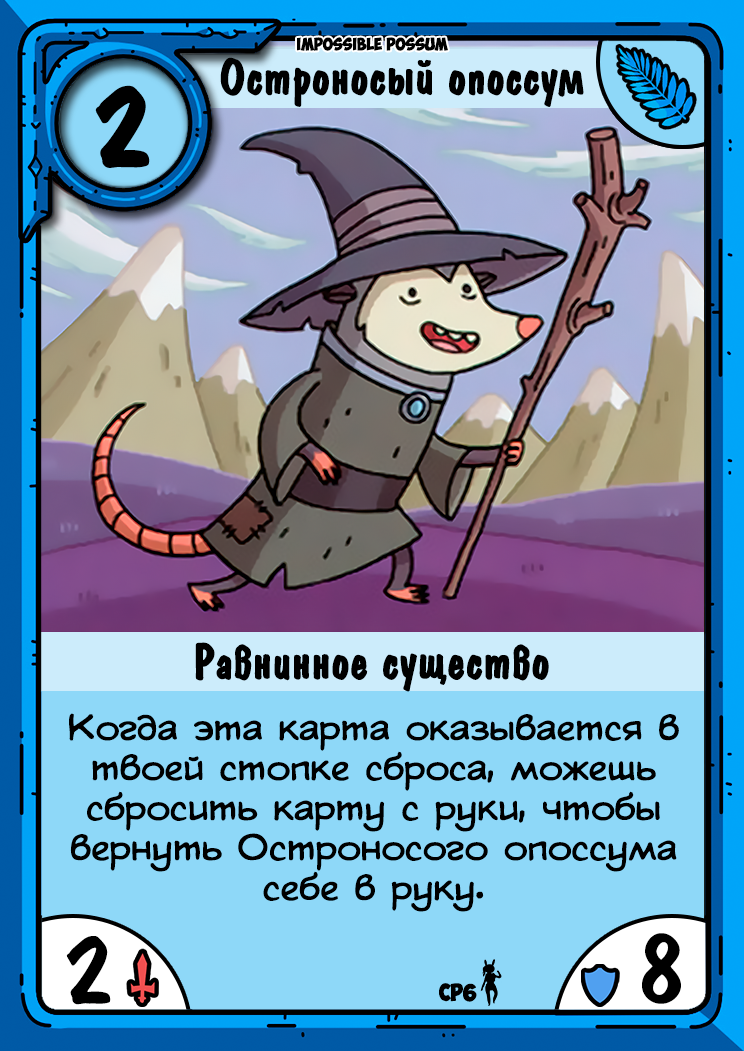 IMPOSSIBLE POSSUM
Остроносый опоссум
2
Равнинное существо
Когда эта карта оказывается в
твоей стопке сброса, можешь
сбросить карту с руки, чтобы
вернуть Остроносого опоссума
себе в руку.
2
CP6
8